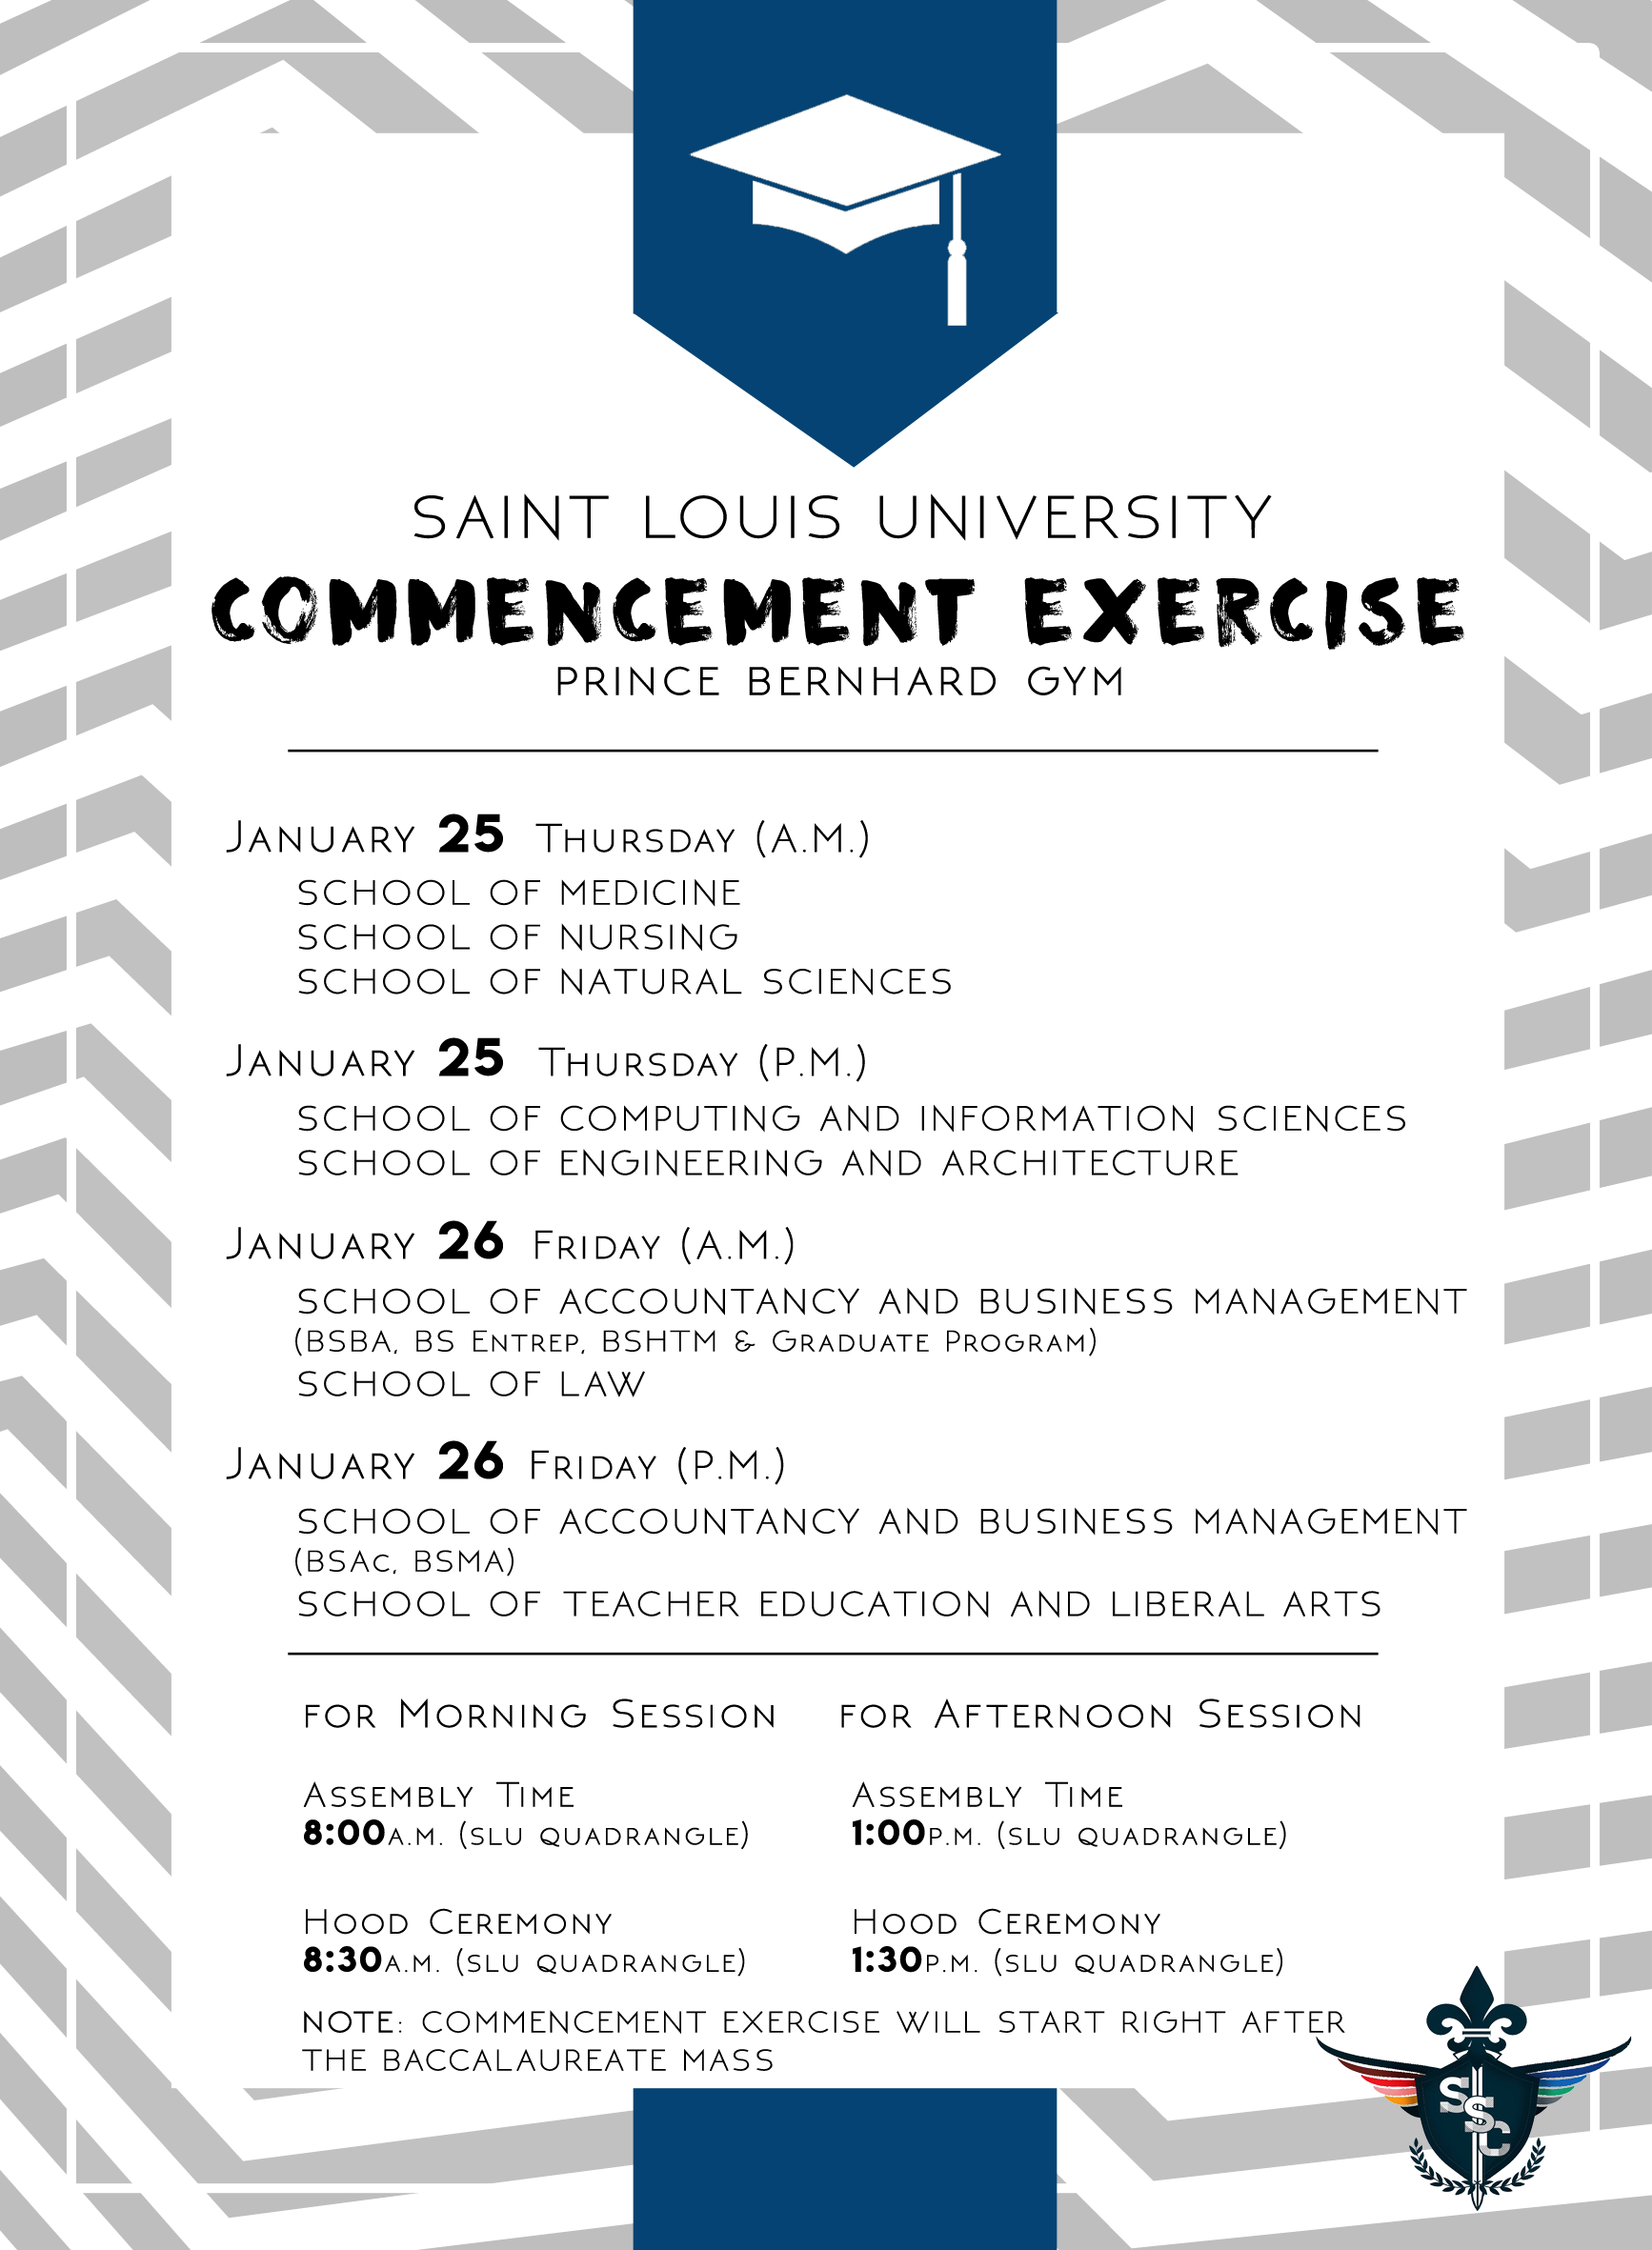 SAINT LOUIS UNIVERSITY
COMMENCEMENT EXERCISE
PRINCE BERNHARD GYM
January 25 Thursday (A.M.)
SCHOOL OF MEDICINE
SCHOOL OF NURSING
SCHOOL OF NATURAL SCIENCES
January 25 Thursday (P.M.)
SCHOOL OF COMPUTING AND INFORMATION SCIENCES
SCHOOL OF ENGINEERING AND ARCHITECTURE
January 26 Friday (A.M.)
SCHOOL OF ACCOUNTANCY AND BUSINESS MANAGEMENT
(BSBA, BS Entrep, BSHTM & Graduate Program)
SCHOOL OF LAW
January 26 Friday (P.M.)
SCHOOL OF ACCOUNTANCY AND BUSINESS MANAGEMENT
(BSAc, BSMA)
SCHOOL OF TEACHER EDUCATION AND LIBERAL ARTS
for Morning Session
Assembly Time
8:00a.m. (slu quadrangle)
Hood Ceremony
8:30a.m. (slu quadrangle)
for Afternoon Session
Assembly Time
1:00p.m. (slu quadrangle)
Hood Ceremony
1:30p.m. (slu quadrangle)
NOTE: COMMENCEMENT EXERCISE WILL START RIGHT AFTER
THE BACCALAUREATE MASS
SSC